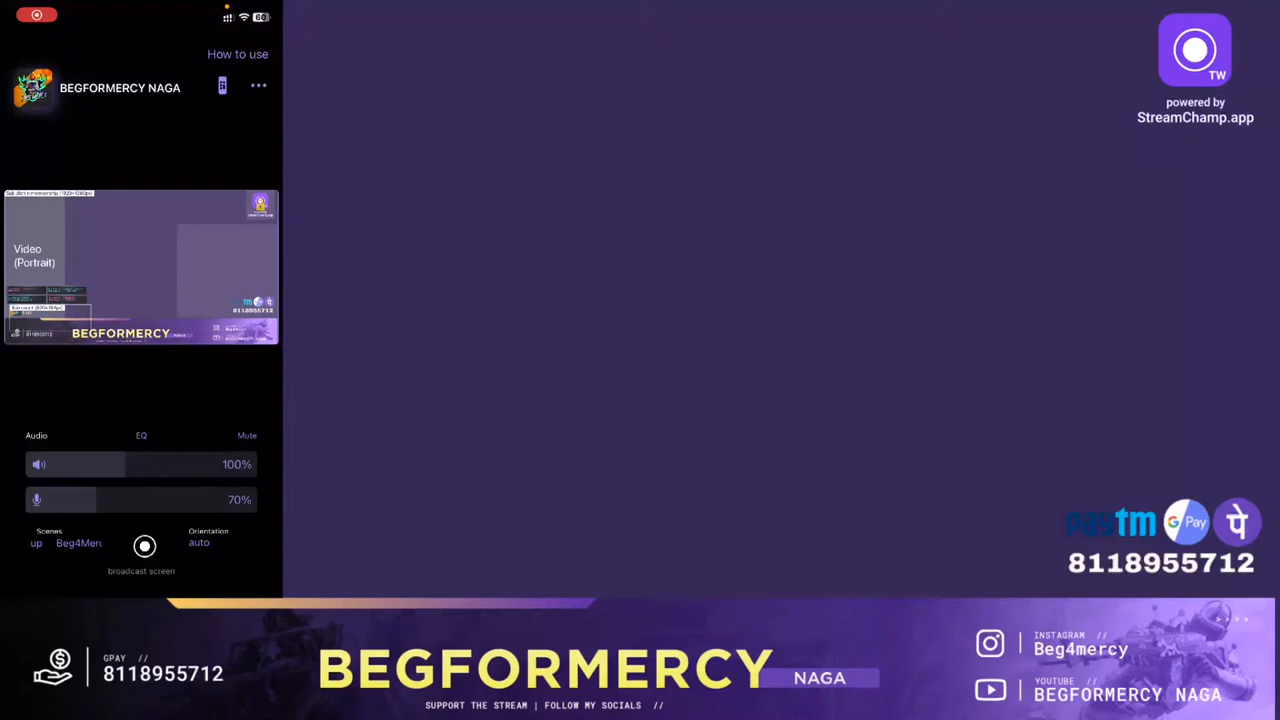 60
How to use
BEGFORMERCY NAGA
TW
powered by
StreamChamp.app
Video
(Portrait)
8118955712
BEGFORMERCY
Audio
EQ
Mute
100%
70%
Scenes
up
Beg4Merc
Orientation
auto
broadcast screen
paytm
G Pay
पे
8118955712
GPAY //
8118955712
BEGFORMERCY
NAGA
SUPPORT THE STREAM | FOLLOW MY SOCIALS //
>>>>
INSTAGRAM //
Beg4mercy
YOUTUBE //
BEGFORMERCY NAGA